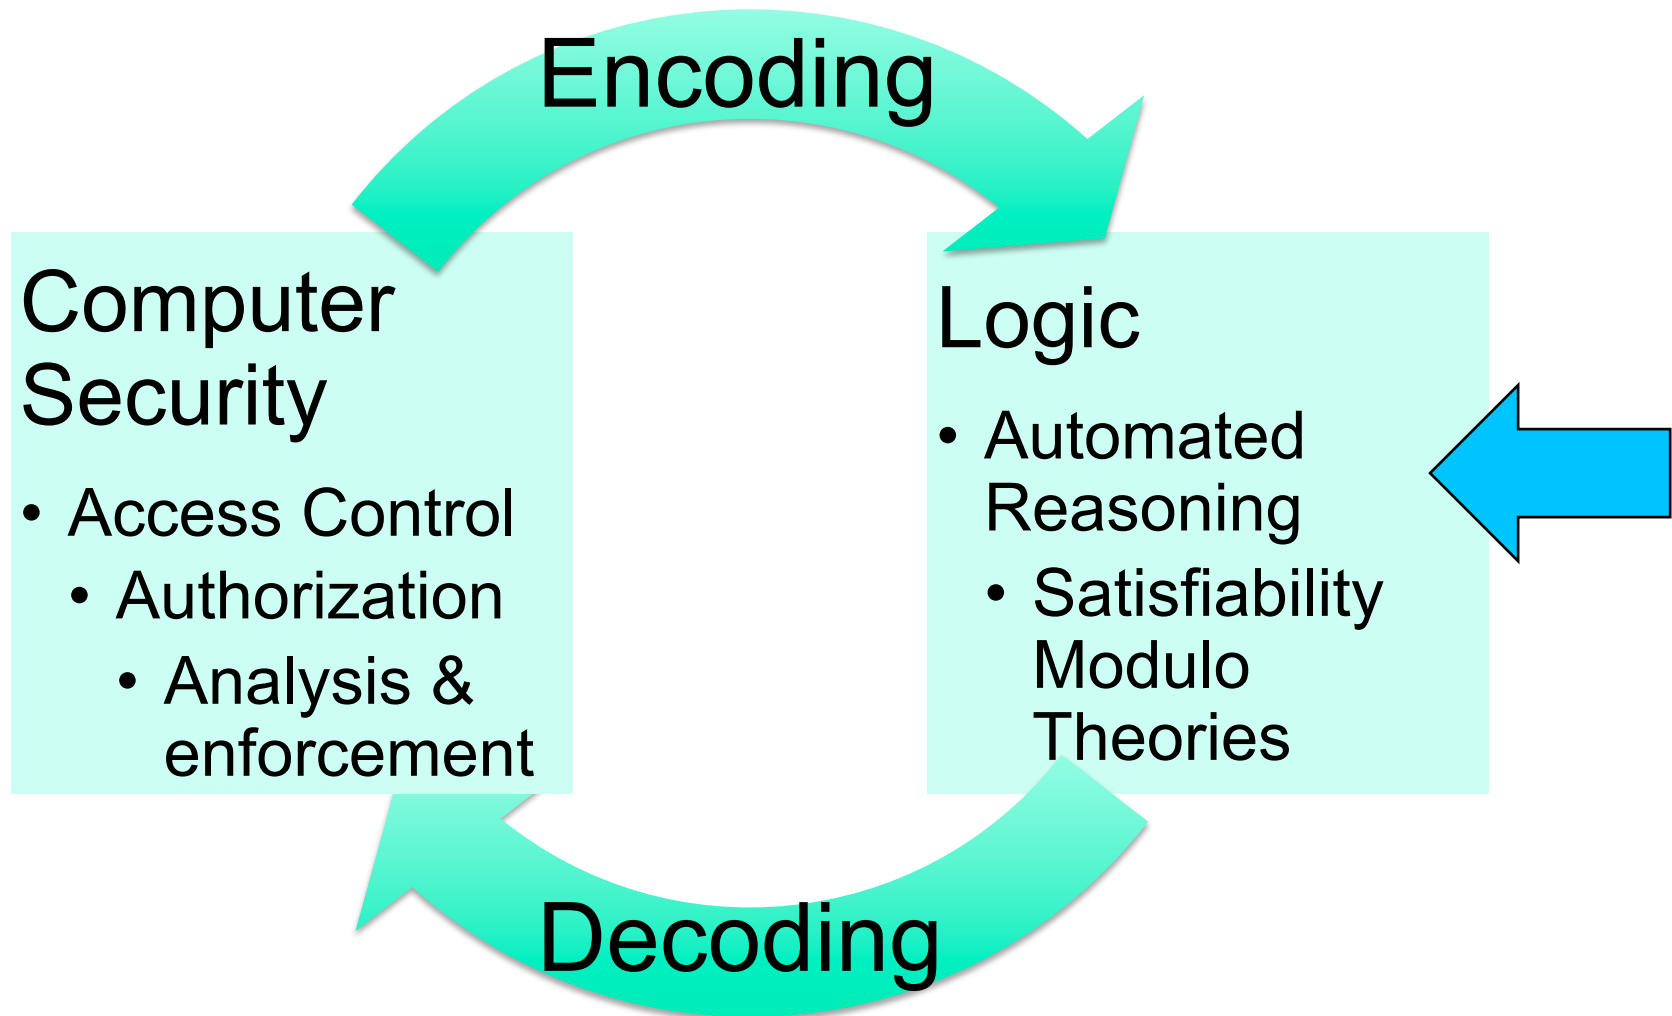 Encoding
Computer
Security
• Access Control
• Authorization
• Analysis &
enforcement
Logic
• Automated
Reasoning
• Satisfiability
Modulo
Theories
Decoding